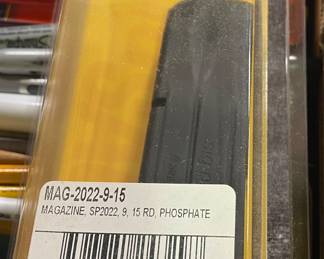 MAG-2022-9-15
MAGAZINE, SP2022, 9, 15 RD, PHOSPHATE